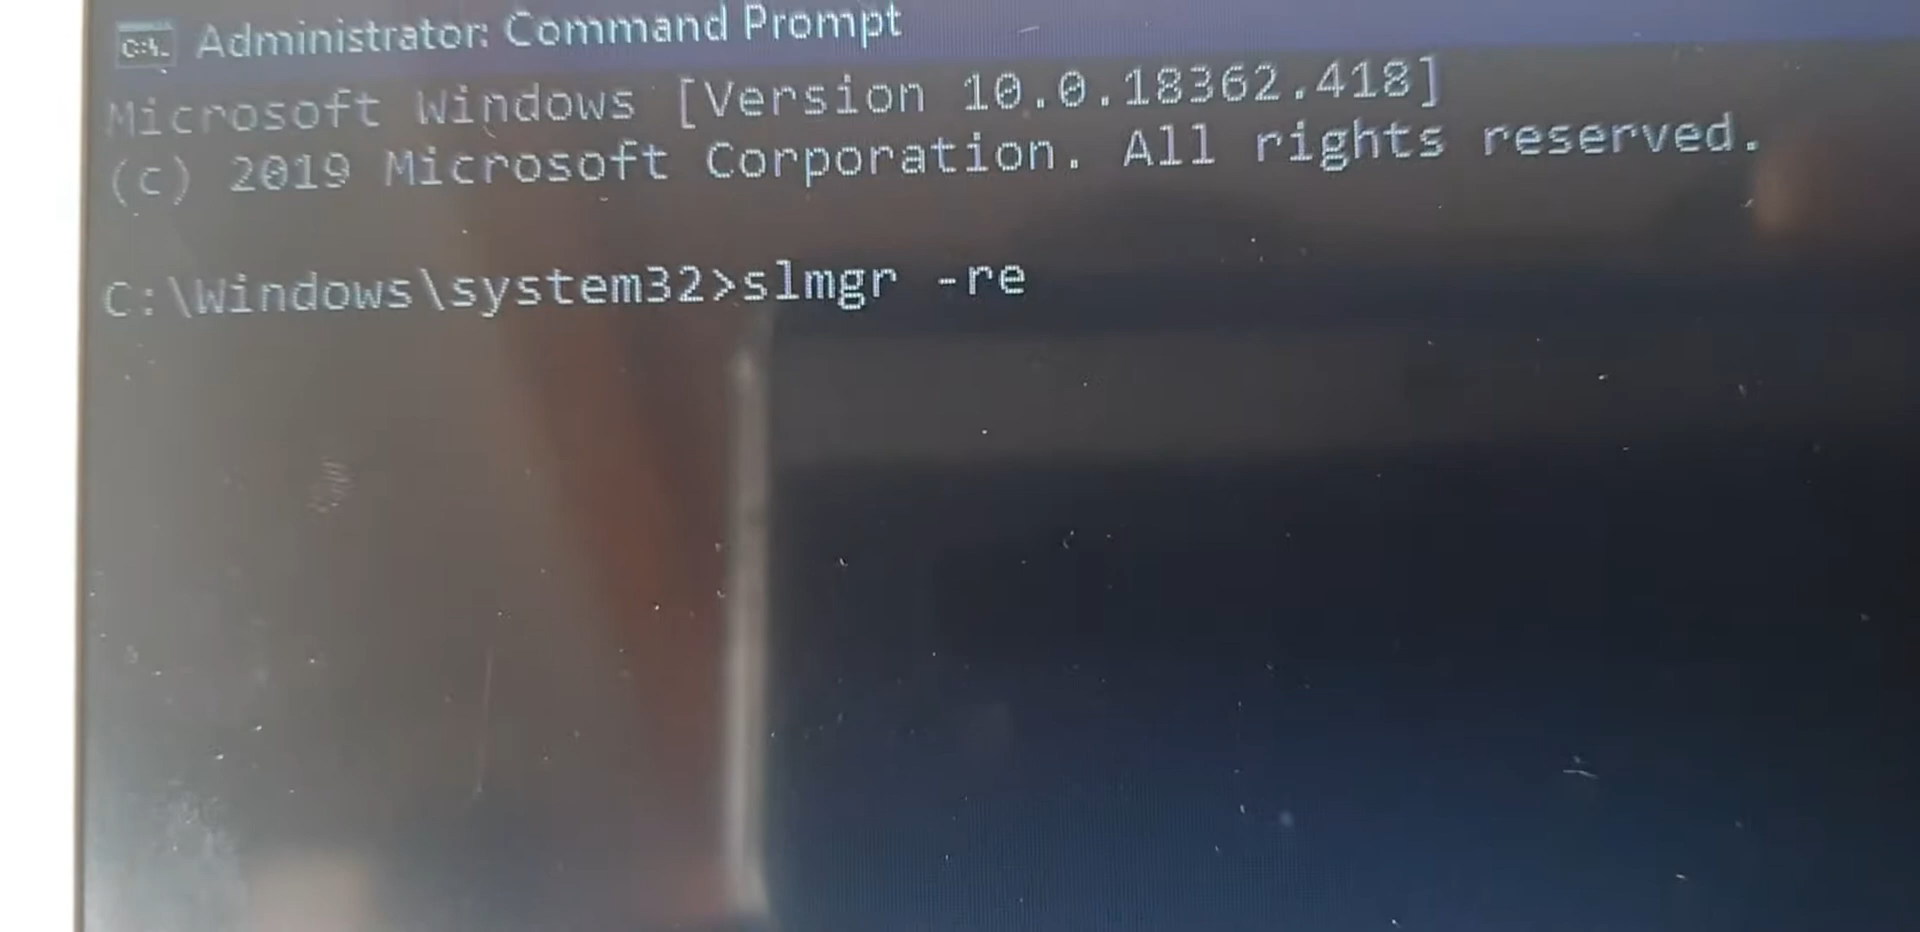 C:\.
Administrator: Command Prompt
Microsoft Windows [Version 10.0.18362.418]
(c) 2019 Microsoft Corporation. All rights reserved.
C:\Windows\system32>slmgr -re